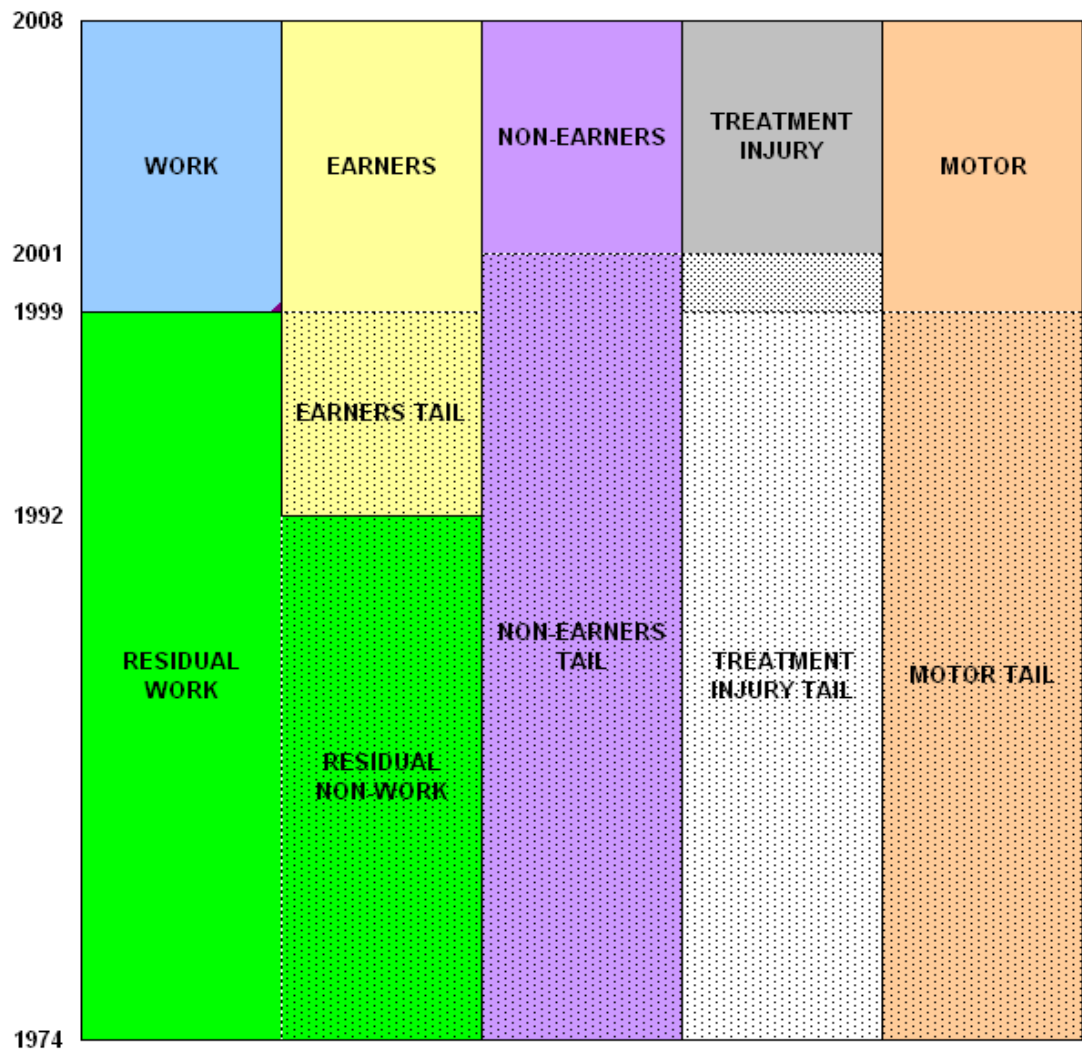 2008
WORK
EARNERS
NON-EARNERS
TREATMENT
INJURY
MOTOR
2001
1999
EARNERS TAIL
1992
RESIDUAL
WORK
RESIDUAL
NON-WORK
NON-EARNERS
TAIL
TREATMENT
INJURY TAIL
MOTOR TAIL
1974